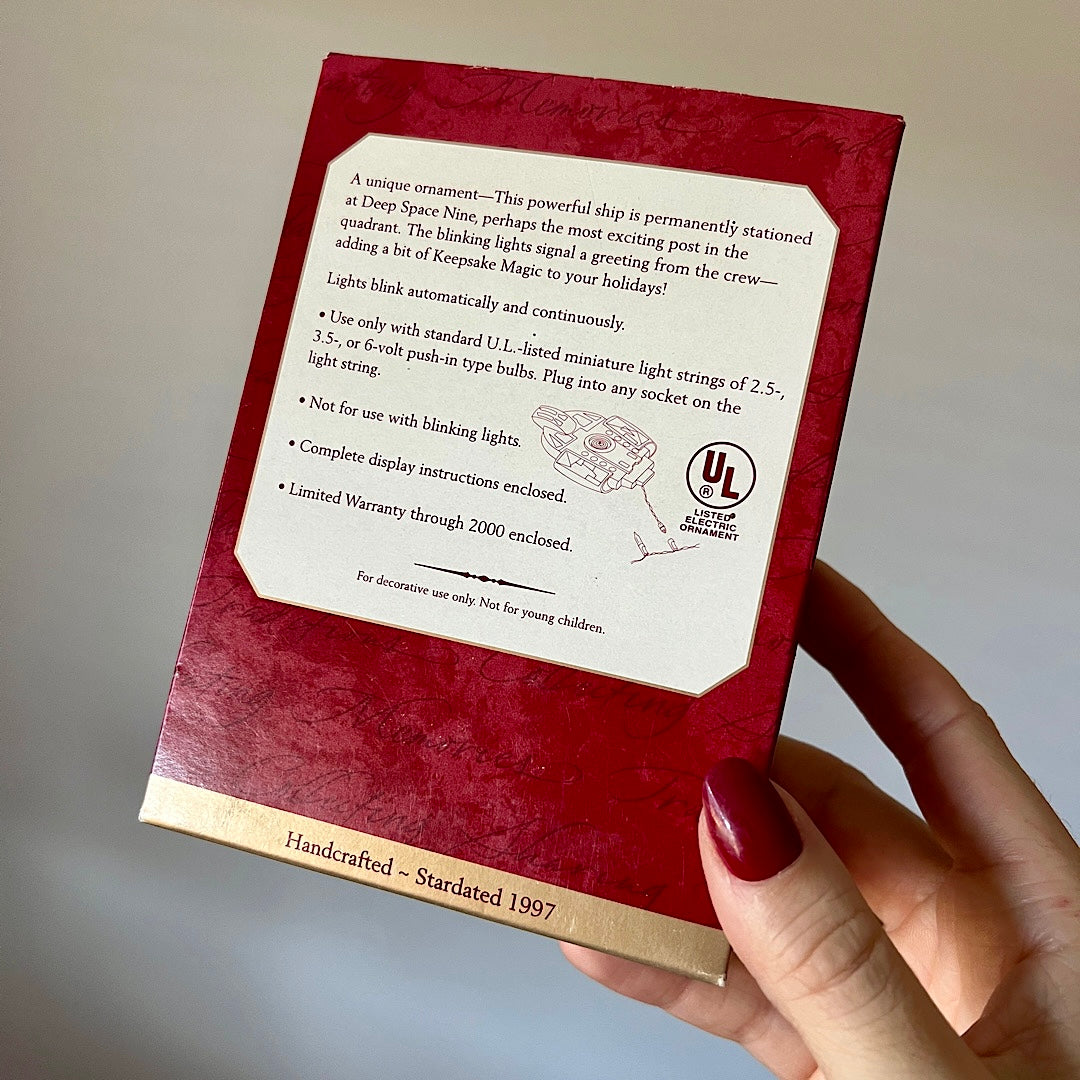 Memories
A unique ornament—This powerful ship is permanently stationed
at Deep Space Nine, perhaps the most exciting post in the
quadrant. The blinking lights signal a greeting from the crew—
adding a bit of Keepsake Magic to your holidays!
Lights blink automatically and continuously.
• Use only with standard U.L.-listed miniature light strings of 2.5-,
3.5-, or 6-volt push-in type bulbs. Plug into any socket on the
light string.
• Not for use with blinking lights.
• Complete display instructions enclosed.
• Limited Warranty through 2000 enclosed.
UL
®
LISTED
ELECTRIC
ORNAMENT
For decorative use only. Not for young children.
Collecting
Memories
Handcrafted ~ Stardated 1997